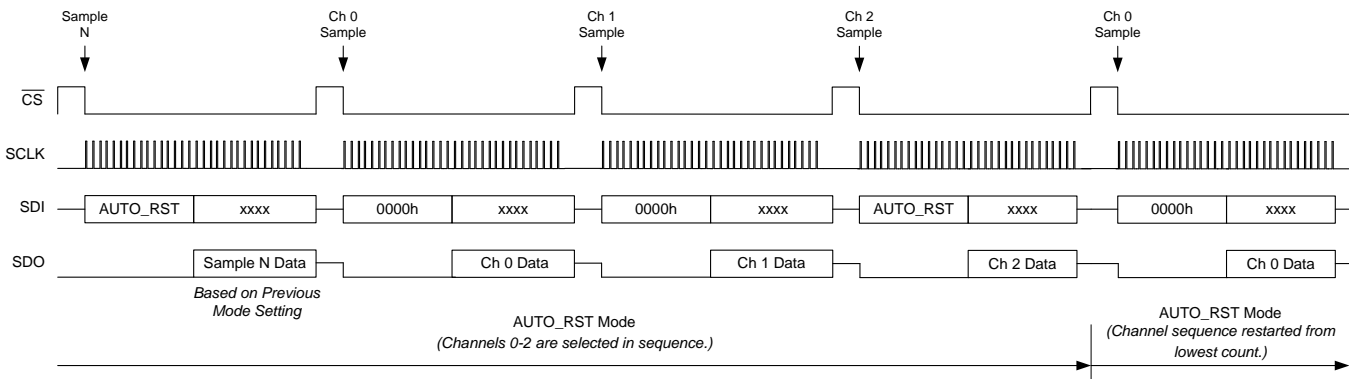 Sample
N
Ch 0
Sample
Ch 1
Sample
Ch 2
Sample
Ch 0
Sample
CS
SCLK
SDI
AUTO_RST
xxxx
0000h
xxxx
0000h
xxxx
AUTO_RST
xxxx
0000h
xxxx
SDO
Sample N Data
Ch 0 Data
Ch 1 Data
Ch 2 Data
Ch 0 Data
Based on Previous
Mode Setting
AUTO_RST Mode
(Channels 0-2 are selected in sequence.)
AUTO_RST Mode
(Channel sequence restarted from
lowest count.)